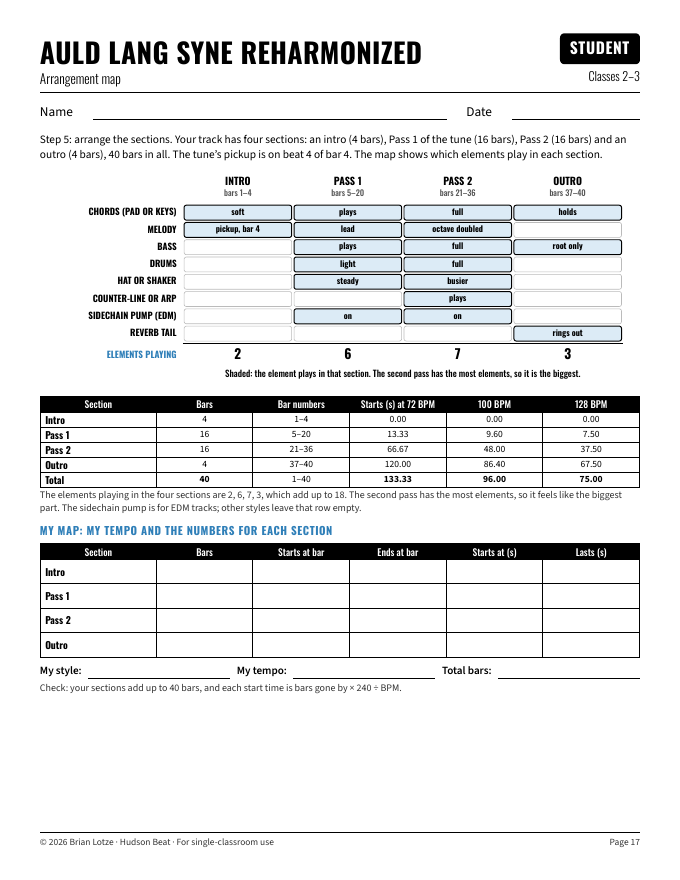 AULD LANG SYNE REHARMONIZED
STUDENT
Arrangement map
Classes 2–3
Name
Date
Step 5: arrange the sections. Your track has four sections: an intro (4 bars), Pass 1 of the tune (16 bars), Pass 2 (16 bars) and an
outro (4 bars), 40 bars in all. The tune's pickup is on beat 4 of bar 4. The map shows which elements play in each section.
INTRO PASS 1 PASS 2 OUTRO
bars 1–4 bars 5–20 bars 21–36 bars 37–40
CHORDS (PAD OR KEYS) soft plays full holds
MELODY pickup, bar 4 lead octave doubled
BASS plays full root only
DRUMS light full
HAT OR SHAKER steady busier
COUNTER-LINE OR ARP plays
SIDECHAIN PUMP (EDM) on on
REVERB TAIL rings out
ELEMENTS PLAYING 2 6 7 3
Shaded: the element plays in that section. The second pass has the most elements, so it is the biggest.
Section Bars Bar numbers Starts (s) at 72 BPM 100 BPM 128 BPM
Intro 4 1–4 0.00 0.00 0.00
Pass 1 16 5–20 13.33 9.60 7.50
Pass 2 16 21–36 66.67 48.00 37.50
Outro 4 37–40 120.00 86.40 67.50
Total 40 1–40 133.33 96.00 75.00
The elements playing in the four sections are 2, 6, 7, 3, which add up to 18. The second pass has the most elements, so it feels like the biggest
part. The sidechain pump is for EDM tracks; other styles leave that row empty.
MY MAP: MY TEMPO AND THE NUMBERS FOR EACH SECTION
Section Bars Starts at bar Ends at bar Starts at (s) Lasts (s)
Intro
Pass 1
Pass 2
Outro
My style: My tempo: Total bars:
Check: your sections add up to 40 bars, and each start time is bars gone by × 240 ÷ BPM.
© 2026 Brian Lotze · Hudson Beat · For single-classroom use
Page 17